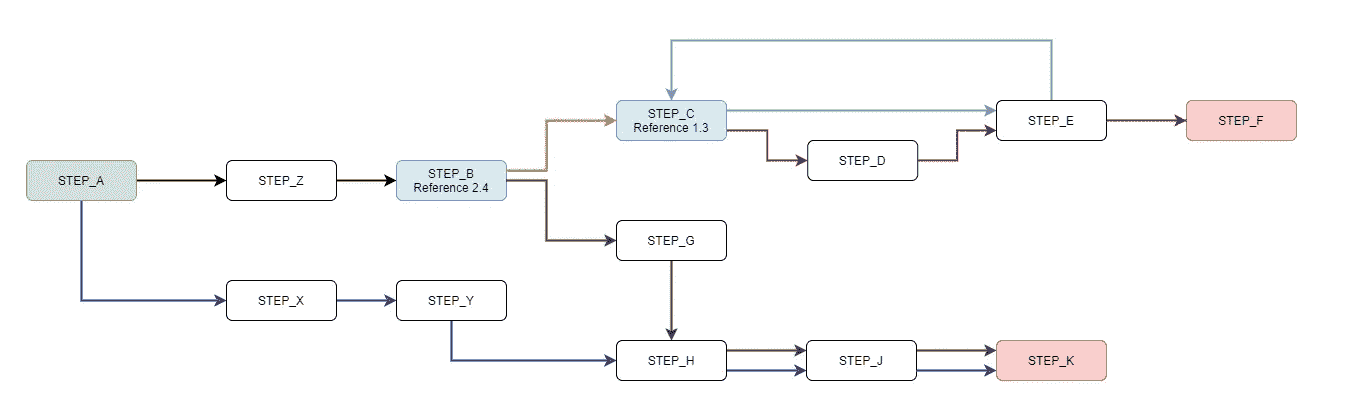 STEP_C
Reference 1.3
STEP_E
STEP_F
STEP_D
STEP_A
STEP_Z
STEP_B
Reference 2.4
STEP_G
STEP_X
STEP_Y
STEP_H
STEP_J
STEP_K